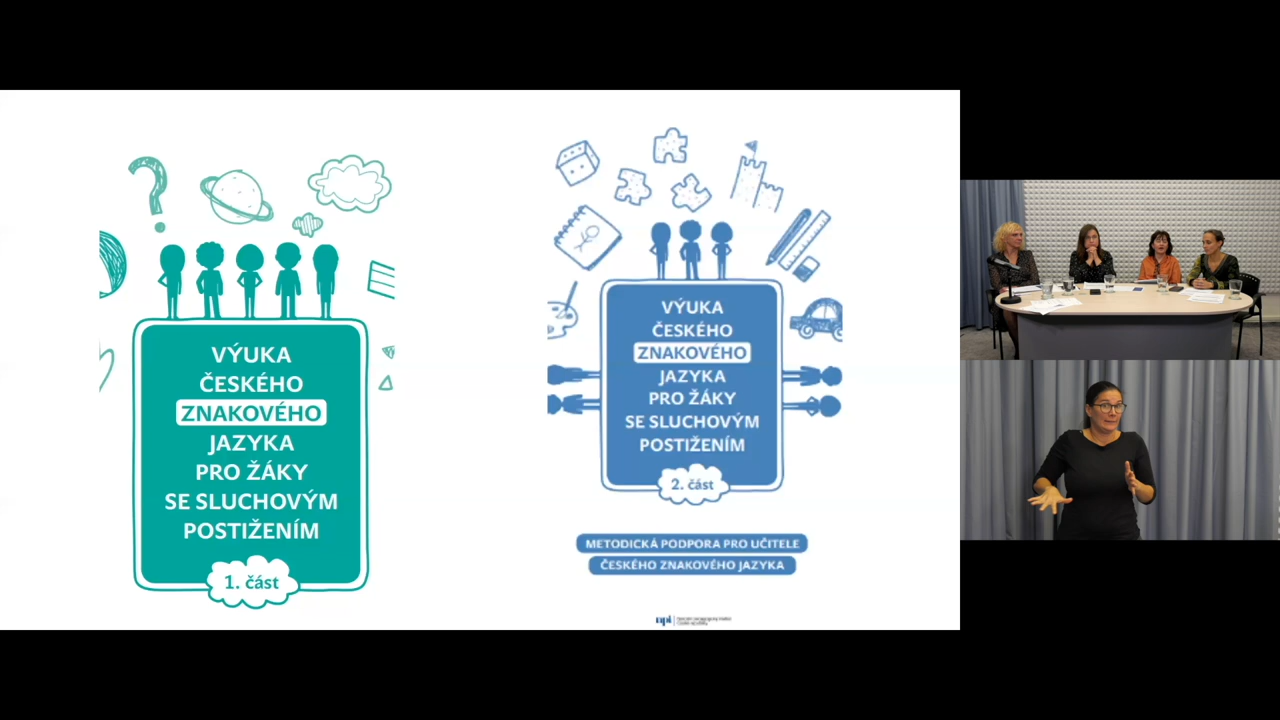 VÝUKA
ČESKÉHO
ZNAKOVÉHO
JAZYKA
PRO ŽÁKY
SE SLUCHOVÝM
POSTIŽENÍM
1. část
VÝUKA
ČESKÉHO
ZNAKOVÉHO
JAZYKA
PRO ŽÁKY
SE SLUCHOVÝM
POSTIŽENÍM
2. část
METODICKÁ PODPORA PRO UČITELE
ČESKÉHO ZNAKOVÉHO JAZYKA
npi